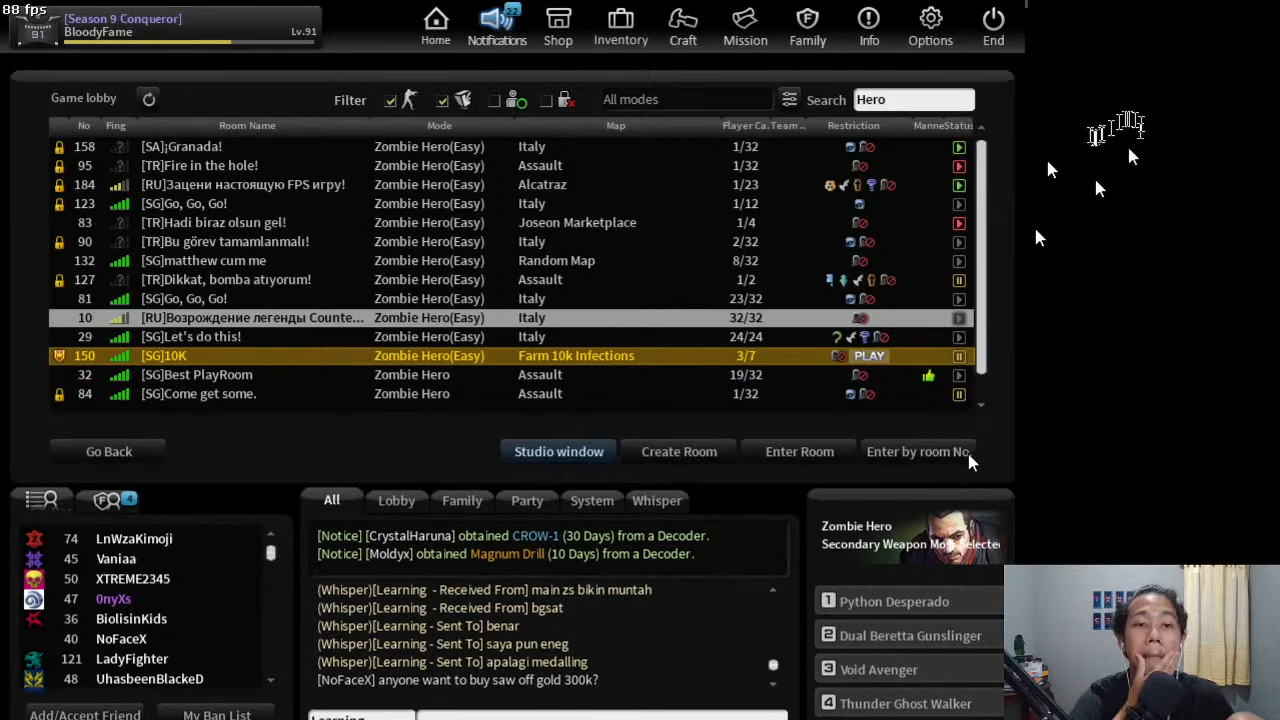 88 fps
[Season 9 Conqueror]
91 BloodyFame Lv.91
22
Home Notifications Shop Inventory Craft Mission Family Info Options End
Game lobby Filter All modes Search Hero
No Ping Room Name Mode Map Player Ca. Team .. Restriction Manne Status
158 [SA]¡Granada! Zombie Hero(Easy) Italy 1/32
95 [TR]Fire in the hole! Zombie Hero(Easy) Assault 1/32
184 [RU]Зацени настоящую FPS игру! Zombie Hero(Easy) Alcatraz 1/23
123 [SG]Go, Go, Go! Zombie Hero(Easy) Italy 1/12
83 [TR]Hadi biraz olsun gel! Zombie Hero(Easy) Joseon Marketplace 1/4
90 [TR]Bu görev tamamlanmalı! Zombie Hero(Easy) Italy 2/32
132 [SG]matthew cum me Zombie Hero(Easy) Random Map 8/32
127 [TR]Dikkat, bomba atıyorum! Zombie Hero(Easy) Assault 1/2
81 [SG]Go, Go, Go! Zombie Hero(Easy) Italy 23/32
10 [RU]Возрождение легенды Counte... Zombie Hero(Easy) Italy 32/32
29 [SG]Let's do this! Zombie Hero(Easy) Italy 24/24
150 [SG]10K Zombie Hero(Easy) Farm 10k Infections 3/7 PLAY
32 [SG]Best PlayRoom Zombie Hero Assault 19/32
84 [SG]Come get some. Zombie Hero Assault 1/32
Go Back Studio window Create Room Enter Room Enter by room No.
4
74 LnWzaKimoji
45 Vaniaa
50 XTREME2345
47 0nyXs
36 BiolisinKids
40 NoFaceX
121 LadyFighter
48 UhasbeenBlackeD
Add/Accept Friend My Ban List
All Lobby Family Party System Whisper
[Notice] [CrystalHaruna] obtained CROW-1 (30 Days) from a Decoder.
[Notice] [Moldyx] obtained Magnum Drill (10 Days) from a Decoder.
(Whisper)[Learning - Received From] main zs bikin muntah
(Whisper)[Learning - Received From] bgsat
(Whisper)[Learning - Sent To] benar
(Whisper)[Learning - Sent To] saya pun eneg
(Whisper)[Learning - Sent To] apalagi medalling
[NoFaceX] anyone want to buy saw off gold 300k?
Learning
Zombie Hero
Secondary Weapon Most Selected
1 Python Desperado
2 Dual Beretta Gunslinger
3 Void Avenger
4 Thunder Ghost Walker